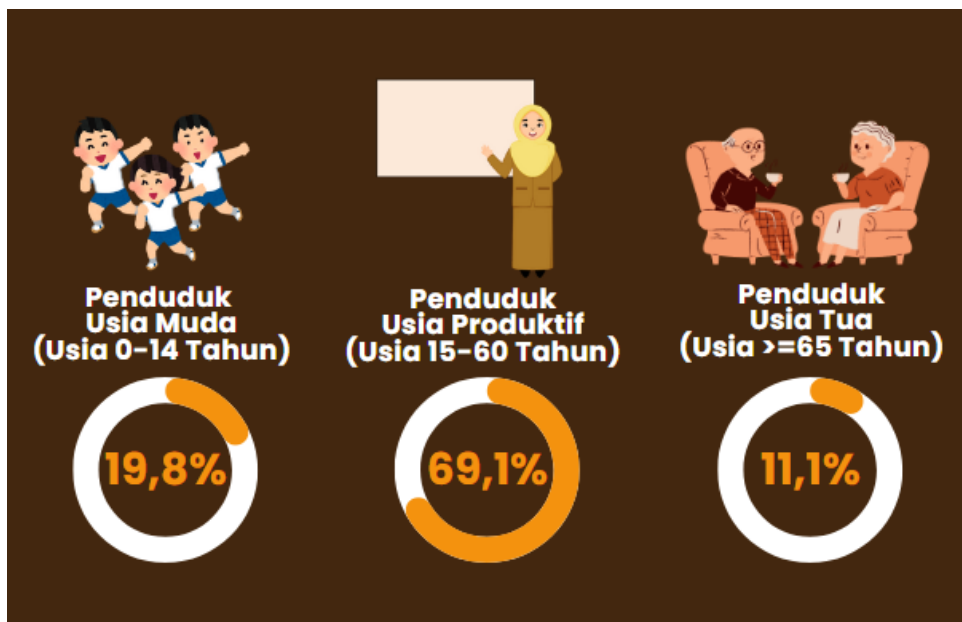 Penduduk
Usia Muda
(Usia 0-14 Tahun)
19,8%
Penduduk
Usia Produktif
(Usia 15-60 Tahun)
69,1%
Penduduk
Usia Tua
(Usia >=65 Tahun)
11,1%